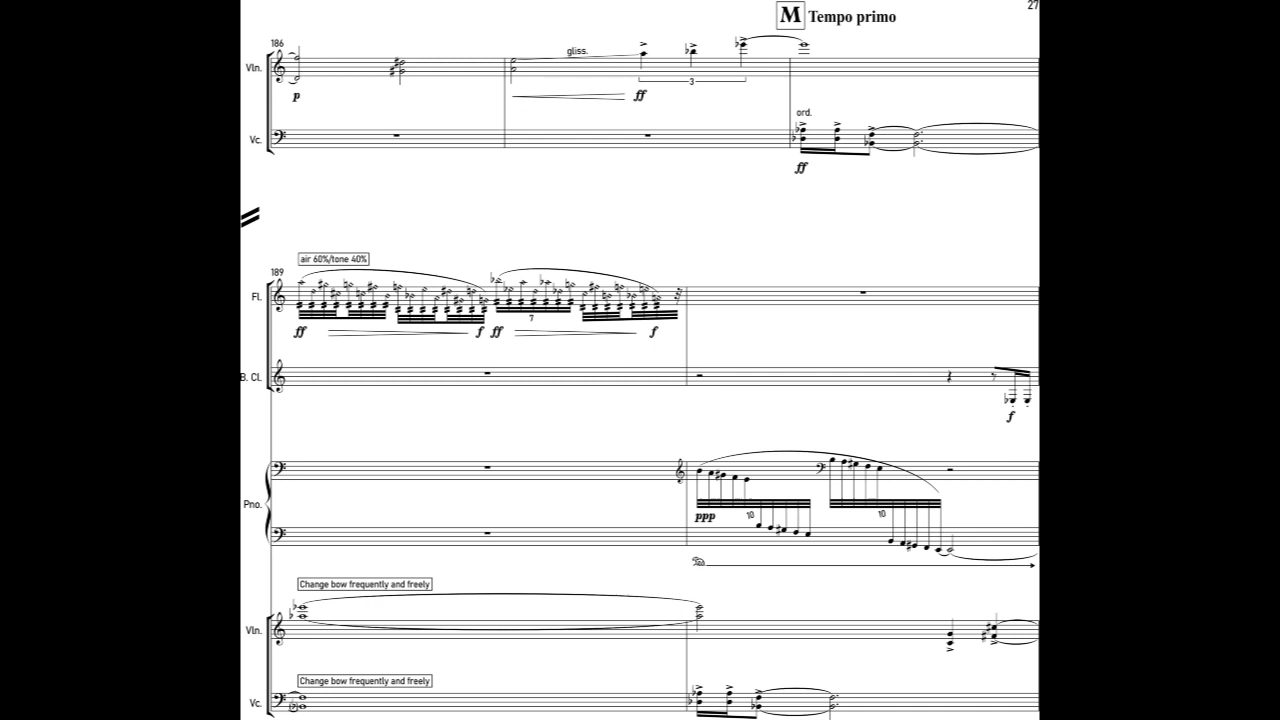 27
M Tempo primo
186
Vln.
gliss.
3
p
ff
ord.
Vc.
ff
air 60%/tone 40%
189
Fl.
7
ff f ff f
B. Cl.
f
Pno.
ppp 10 10
Change bow frequently and freely
Vln.
Change bow frequently and freely
Vc.